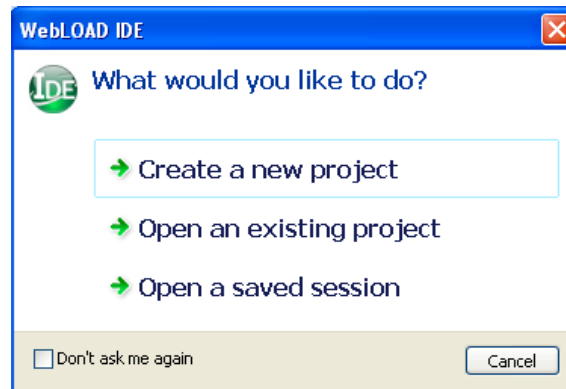 WebLOAD IDE
IDE
What would you like to do?
Create a new project
Open an existing project
Open a saved session
Don't ask me again
Cancel